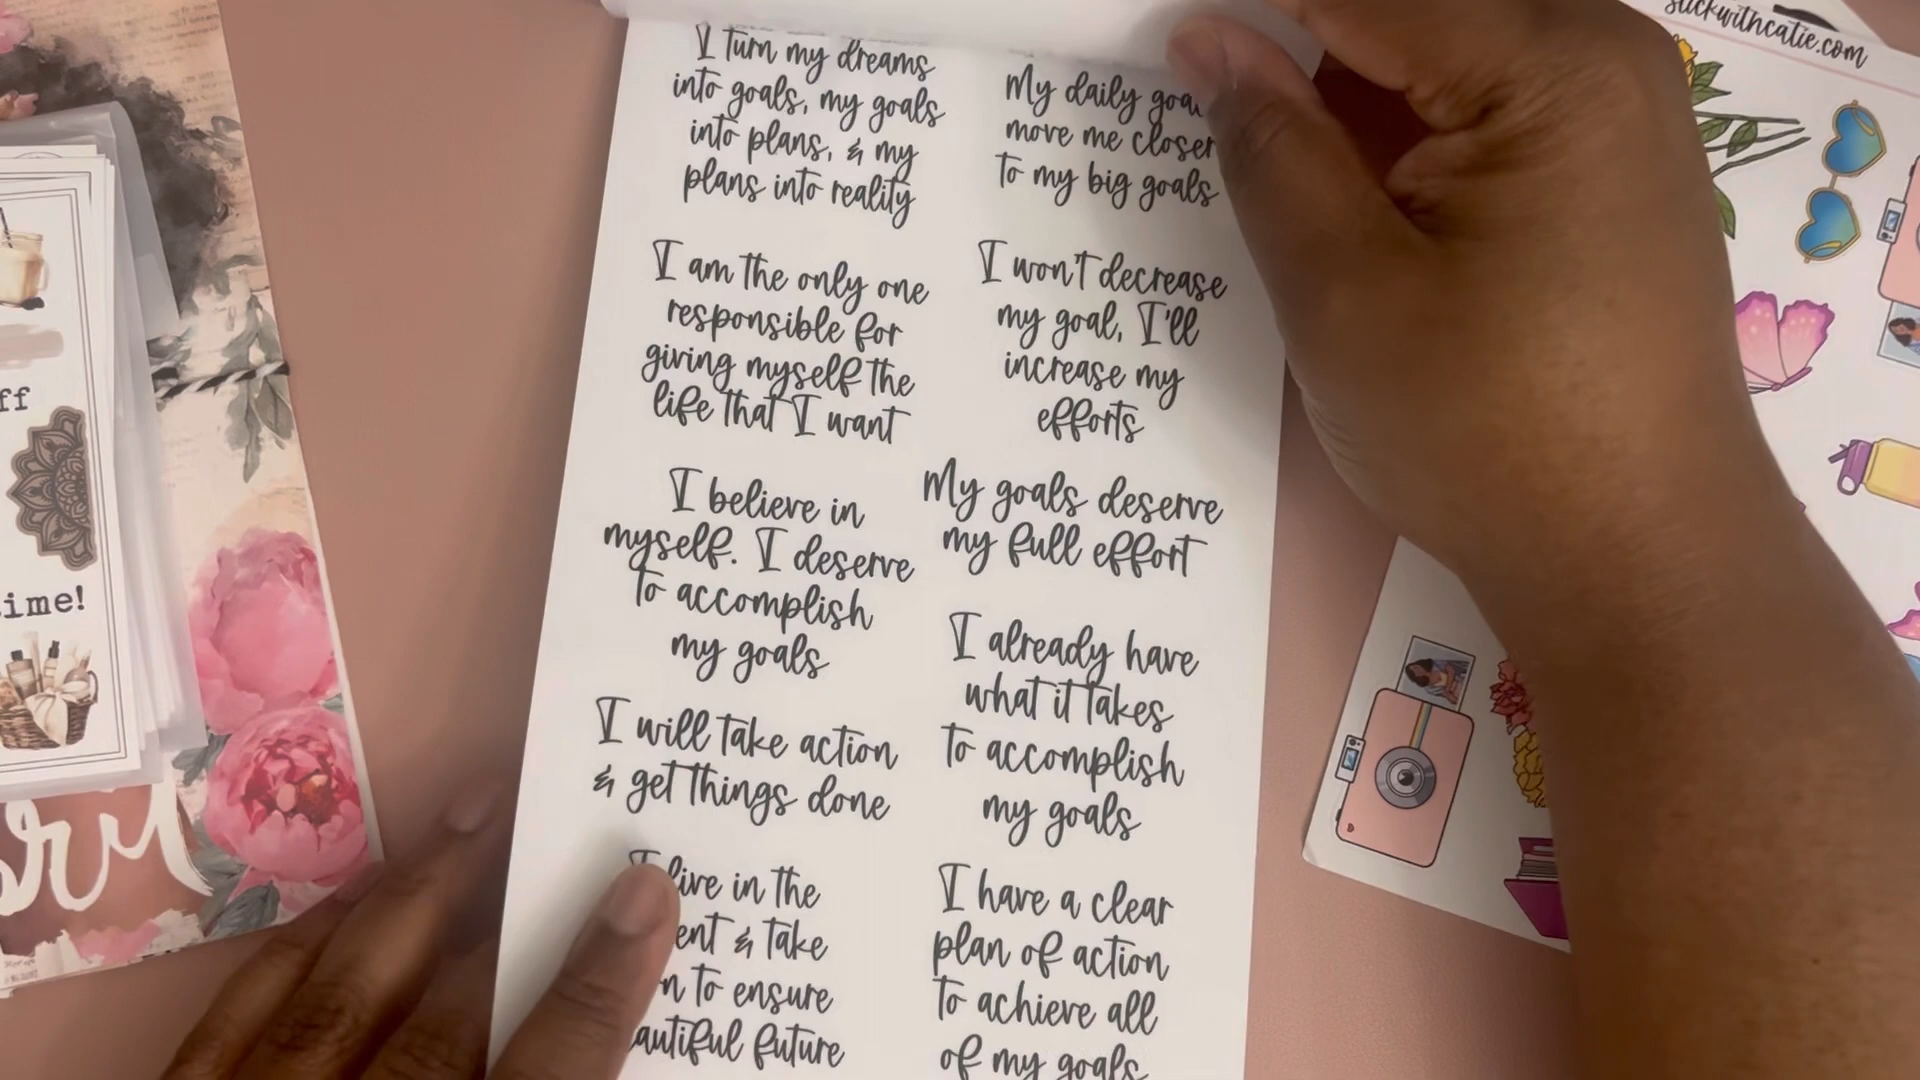 I turn my dreams
into goals, my goals
into plans, & my
plans into reality
My daily
move me closer
to my big goals
I am the only one
responsible for
giving myself the
life that I want
I won't decrease
my goal, I'll
increase my
efforts
I believe in
myself. I deserve
to accomplish
my goals
My goals deserve
my full effort
I already have
what it takes
to accomplish
my goals
I will take action
& get things done
I live in the
& take
to ensure
future
I have a clear
plan of action
to achieve all
of my goals
stickwithcatie.com